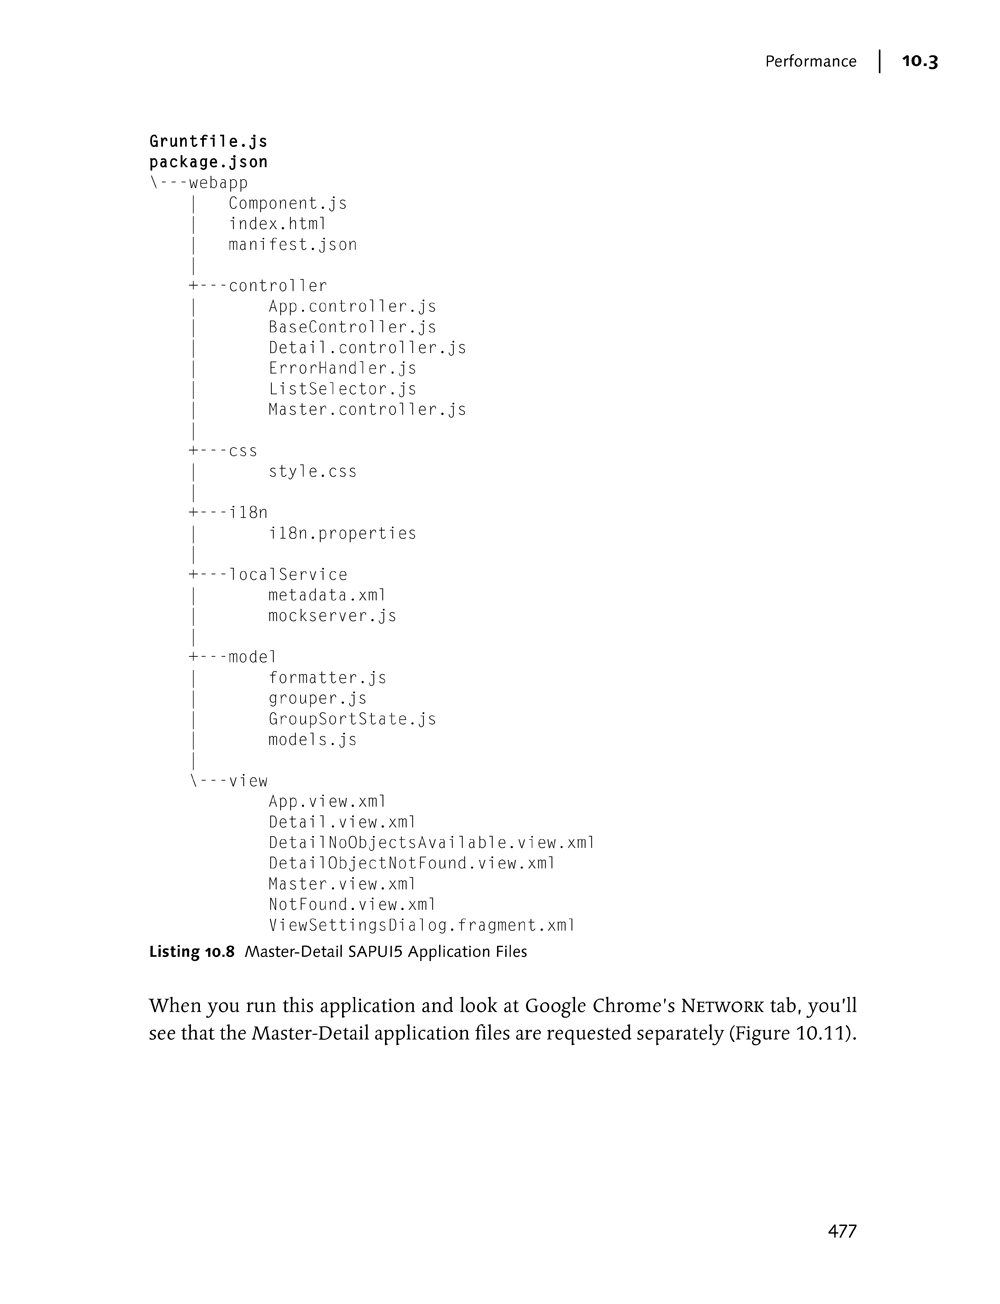 Performance | 10.3
Gruntfile.js
package.json
\---webapp
    |   Component.js
    |   index.html
    |   manifest.json
    |
    +---controller
    |       App.controller.js
    |       BaseController.js
    |       Detail.controller.js
    |       ErrorHandler.js
    |       ListSelector.js
    |       Master.controller.js
    |
    +---css
    |       style.css
    |
    +---i18n
    |       i18n.properties
    |
    +---localService
    |       metadata.xml
    |       mockserver.js
    |
    +---model
    |       formatter.js
    |       grouper.js
    |       GroupSortState.js
    |       models.js
    |
    \---view
            App.view.xml
            Detail.view.xml
            DetailNoObjectsAvailable.view.xml
            DetailObjectNotFound.view.xml
            Master.view.xml
            NotFound.view.xml
            ViewSettingsDialog.fragment.xml
Listing 10.8 Master-Detail SAPUI5 Application Files
When you run this application and look at Google Chrome's NETWORK tab, you'll
see that the Master-Detail application files are requested separately (Figure 10.11).
477